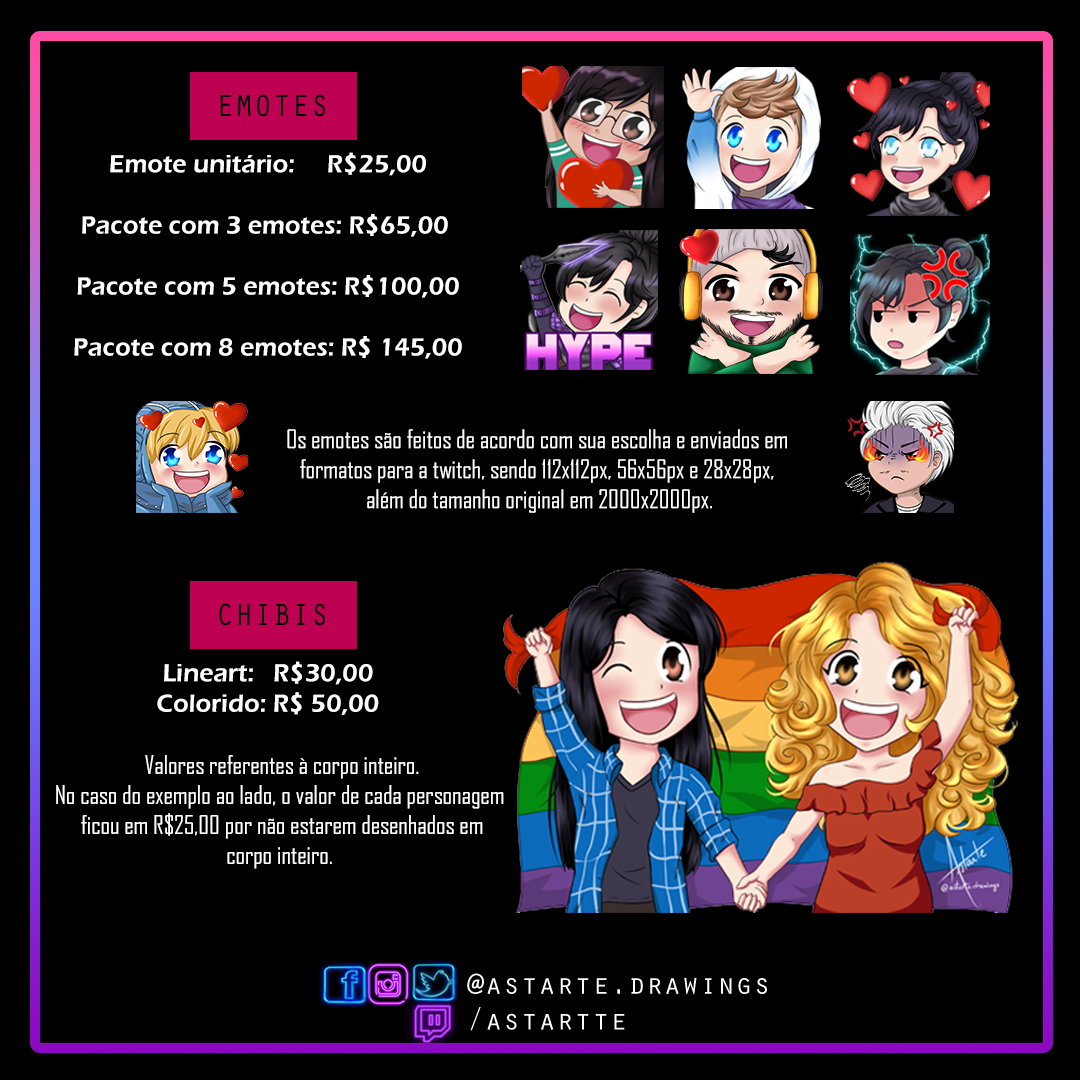 EMOTES
Emote unitário: R$25,00
Pacote com 3 emotes: R$65,00
Pacote com 5 emotes: R$100,00
Pacote com 8 emotes: R$ 145,00
HYPE
Os emotes são feitos de acordo com sua escolha e enviados em
formatos para a twitch, sendo 112x112px, 56x56px e 28x28px,
além do tamanho original em 2000x2000px.
CHIBIS
Lineart: R$30,00
Colorido: R$ 50,00
Valores referentes à corpo inteiro.
No caso do exemplo ao lado, o valor de cada personagem
ficou em R$25,00 por não estarem desenhados em
corpo inteiro.
Astarte
@astarte.drawings
@ASTARTE.DRAWINGS
/ASTARTTE